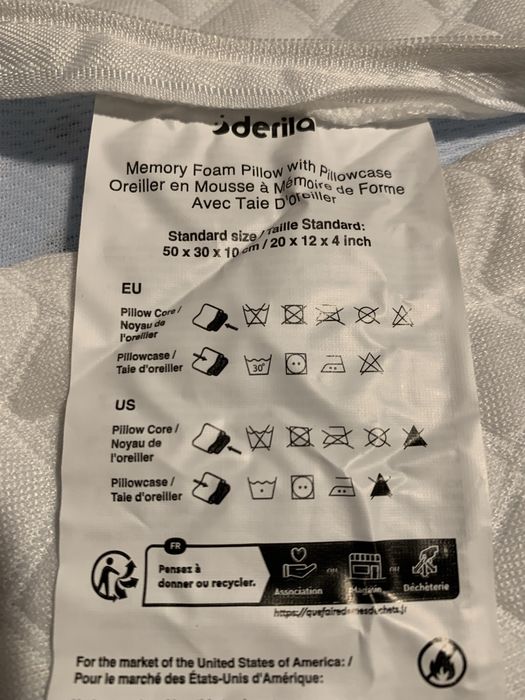 derila
Memory Foam Pillow with Pillowcase
Oreiller en Mousse à Mémoire de Forme
Avec Taie D'oreiller
Standard size / Taille Standard:
50 x 30 x 10 cm / 20 x 12 x 4 inch
EU
Pillow Core /
Noyau de
l'oreiller
Pillowcase /
Taie d'oreiller
30°
US
Pillow Core /
Noyau de
l'oreiller
Pillowcase /
Taie d'oreiller
FR
Pensez à
donner ou recycler.
Association
OU
Magasin
OU
Déchèterie
https://quefairedemesdechets.fr
For the market of the United States of America: /
Pour le marché des États-Unis d'Amérique: